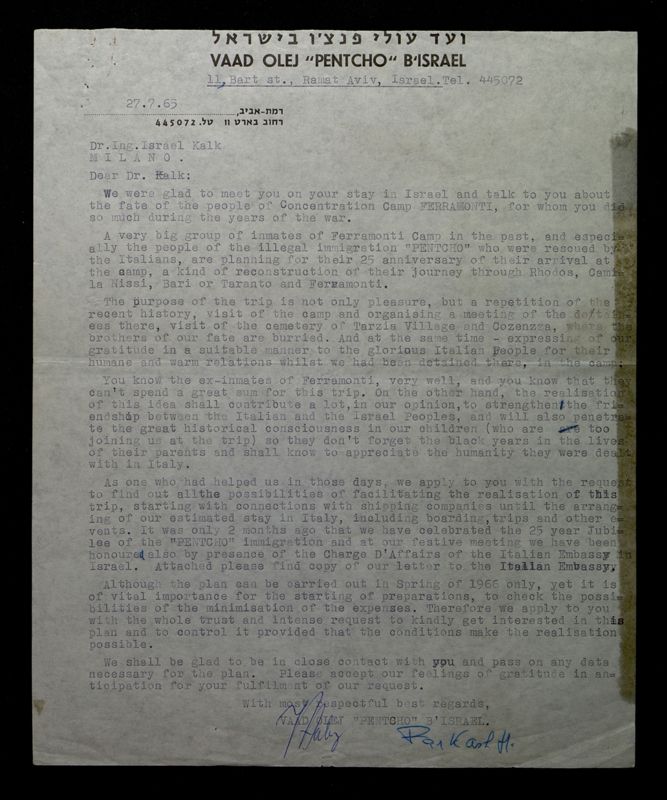 ועד עולי פנצ'ו בישראל
VAAD OLEJ "PENTCHO" B'ISRAEL
11, Bart st., Ramat Aviv, Israel. Tel. 445072
27.7.65
רמת-אביב,
רחוב בארט 11 טל. 445072
Dr.Ing.Israel Kalk
MILANO.
Dear Dr. Kalk:
We were glad to meet you on your stay in Israel and talk to you about
the fate of the people of Concentration Camp FERRAMONTI, for whom you did
so much during the years of the war.
A very big group of inmates of Ferramonti Camp in the past, and especi-
ally the people of the illegal immigration "PENTCHO" who were rescued by
the Italians, are planning for their 25 anniversary of their arrival at
the camp, a kind of reconstruction of their journey through Rhodos, Cami-
la Nissi, Bari or Taranto and Ferramonti.
The purpose of the trip is not only pleasure, but a repetition of the
recent history, visit of the camp and organising a meeting of the de/tain-
ees there, visit of the cemetery of Tarzia Village and Cozenzza, where the
brothers of our fate are burried. And at the same time - expressing of our
gratitude in a suitable manner to the glorious Italian People for their
humane and warm relations whilst we had been detained there, in the camp.
You know the ex-inmates of Ferramonti, very well, and you know that they
can't spend a great sum for this trip. On the other hand, the realisation
of this idea shall contribute a lot,in our opinion,to strengthen the fri-
endship between the Italian and the Israel Peoples, and will also penetra-
te the great historical consciousness in our children (who are too
joining us at the trip) so they don't forget the black years in the lives
of their parents and shall know to appreciate the humanity they were dealt
with in Italy.
As one who had helped us in those days, we apply to you with the request
to find out allthe possibilities of facilitating the realisation of this
trip, starting with connections with shipping companies until the arrang-
ing of our estimated stay in Italy, including boarding,trips and other e-
vents. It was only 2 months ago that we have celebrated the 25 year Jubi-
lee of the "PENTCHO" immigration and at our festive meeting we have been
honoured also by presence of the Charge D'Affairs of the Italian Embassy in
Israel. Attached please find copy of our letter to the Italian Embassy.
Although the plan can be carried out in Spring of 1966 only, yet it is
of vital importance for the starting of preparations, to check the possi-
bilities of the minimisation of the expenses. Therefore we apply to you
with the whole trust and intense request to kindly get interested in this
plan and to control it provided that the conditions make the realisation
possible.
We shall be glad to be in close contact with you and pass on any data
necessary for the plan. Please accept our feelings of gratitude in an-
ticipation for your fulfilment of our request.
With most respectful best regards,
VAAD OLEJ "PENTCHO" B'ISRAEL.